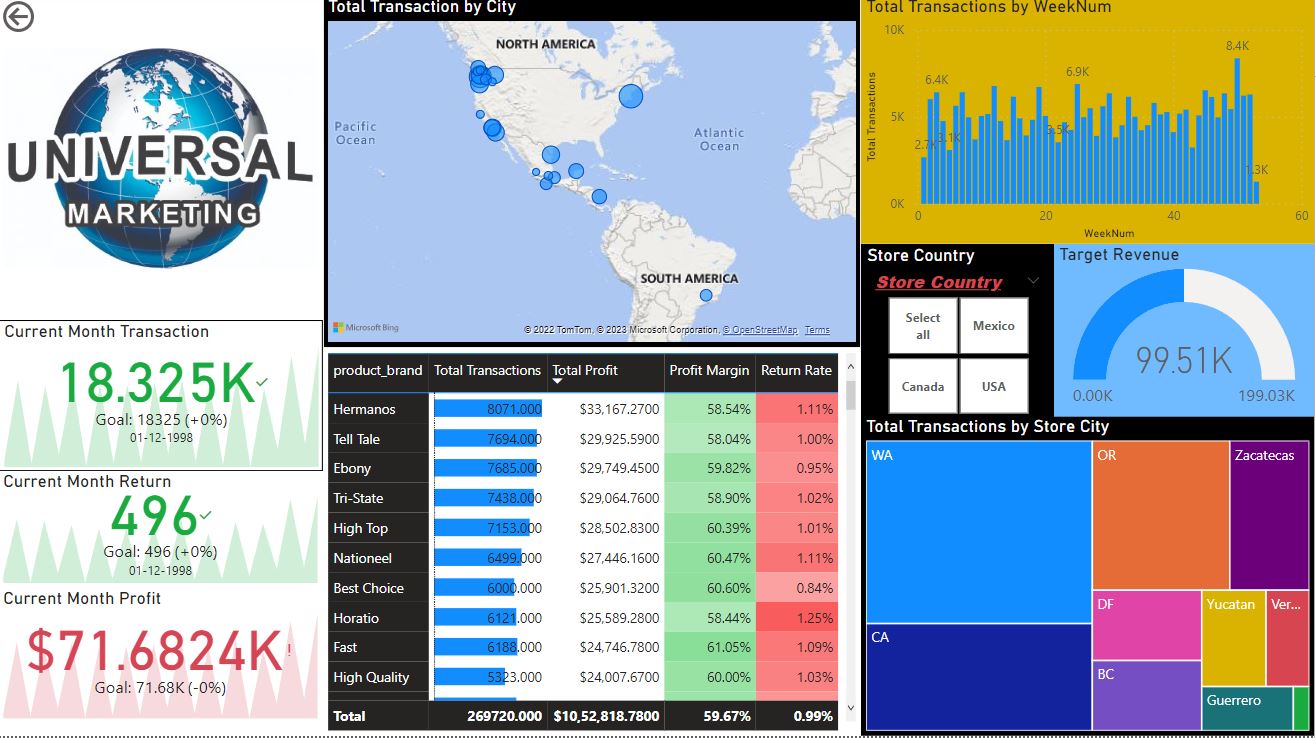 UNIVERSAL
MARKETING
Current Month Transaction
18.325K
Goal: 18325 (+0%)
01-12-1998
Current Month Return
496
Goal: 496 (+0%)
01-12-1998
Current Month Profit
$71.6824K!
Goal: 71.68K (-0%)
Total Transaction by City
NORTH AMERICA
Pacific
Ocean
Atlantic
Ocean
SOUTH AMERICA
Microsoft Bing
© 2022 TomTom, © 2023 Microsoft Corporation, © OpenStreetMap Terms
product_brand Total Transactions Total Profit Profit Margin Return Rate
Hermanos 8071.000 $33,167.2700 58.54% 1.11%
Tell Tale 7694.000 $29,925.5900 58.04% 1.00%
Ebony 7685.000 $29,749.4500 59.82% 0.95%
Tri-State 7438.000 $29,064.7600 58.90% 1.02%
High Top 7153.000 $28,502.8300 60.39% 1.01%
Nationeel 6499.000 $27,446.1600 60.47% 1.11%
Best Choice 6000.000 $25,901.3200 60.60% 0.84%
Horatio 6121.000 $25,589.2800 58.44% 1.25%
Fast 6188.000 $24,746.7800 61.05% 1.09%
High Quality 5323.000 $24,007.6700 60.00% 1.03%
Total 269720.000 $10,52,818.7800 59.67% 0.99%
Total Transactions by WeekNum
Total Transactions
10K
5K
0K
2.7K
6.4K
3.1K
3.5K
6.9K
8.4K
1.3K
0 20 40 60
WeekNum
Store Country
Store Country
Select
all
Mexico
Canada
USA
Target Revenue
99.51K
0.00K 199.03K
Total Transactions by Store City
WA
OR
Zacatecas
CA
DF
Yucatan
Ver...
BC
Guerrero